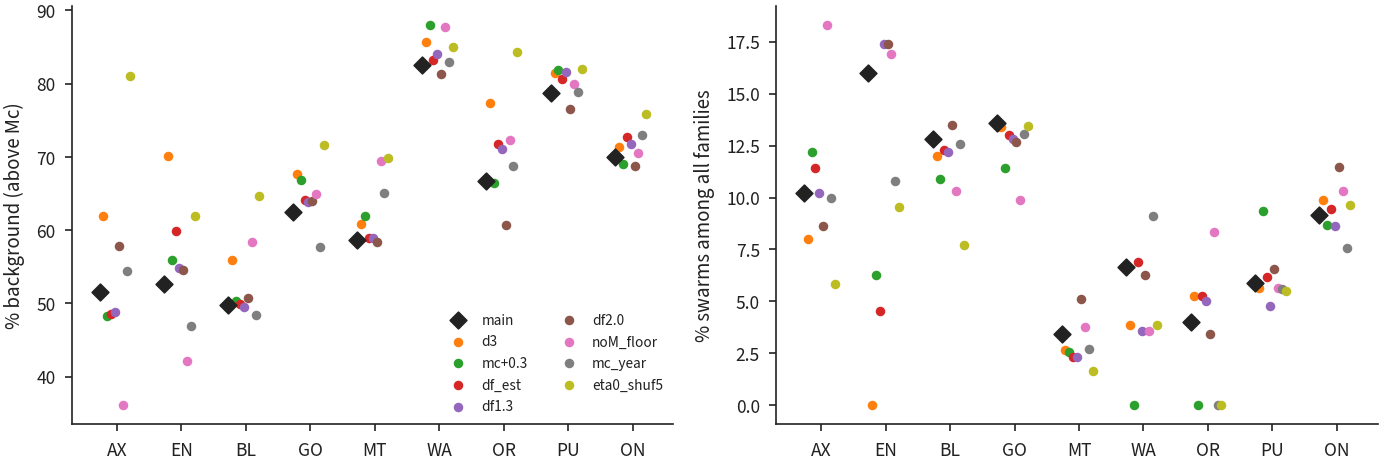 % background (above Mc)
90
80
70
60
50
40
AX EN BL GO MT WA OR PU ON
main
d3
mc+0.3
df_est
df1.3
df2.0
noM_floor
mc_year
eta0_shuf5
% swarms among all families
17.5
15.0
12.5
10.0
7.5
5.0
2.5
0.0
AX EN BL GO MT WA OR PU ON